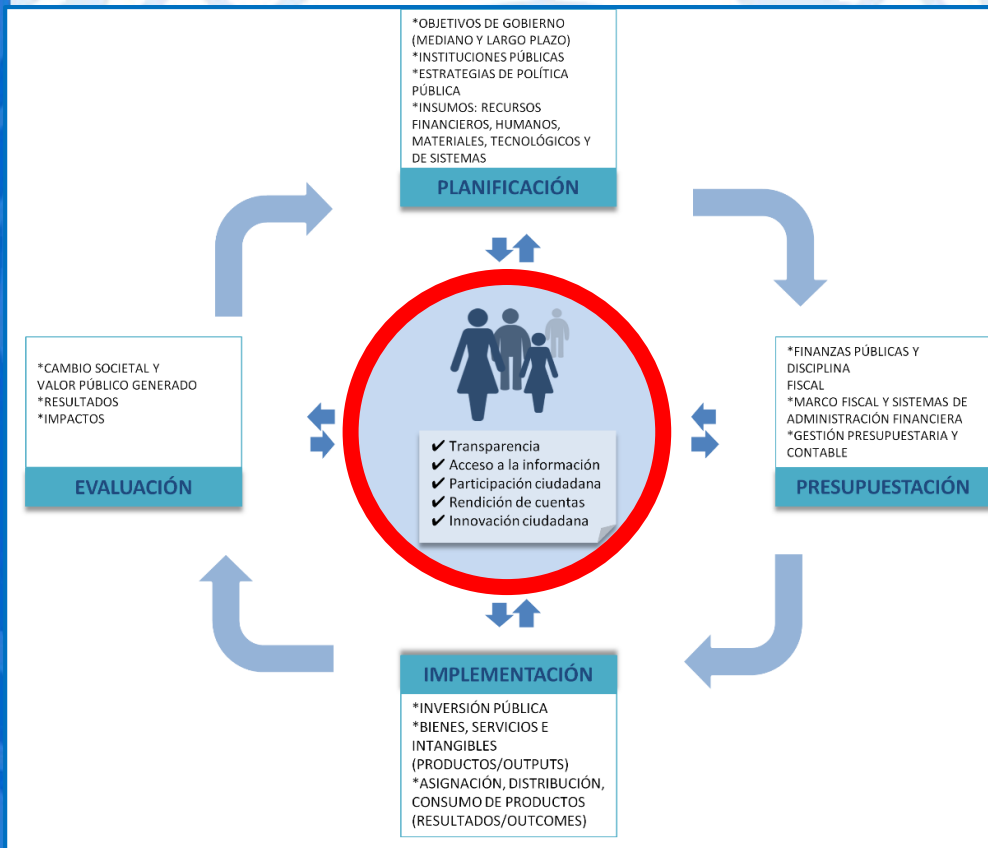 *OBJETIVOS DE GOBIERNO
(MEDIANO Y LARGO PLAZO)
*INSTITUCIONES PÚBLICAS
*ESTRATEGIAS DE POLÍTICA
PÚBLICA
*INSUMOS: RECURSOS
FINANCIEROS, HUMANOS,
MATERIALES, TECNOLÓGICOS Y
DE SISTEMAS
PLANIFICACIÓN
*CAMBIO SOCIETAL Y
VALOR PÚBLICO GENERADO
*RESULTADOS
*IMPACTOS
EVALUACIÓN
✔ Transparencia
✔ Acceso a la información
✔ Participación ciudadana
✔ Rendición de cuentas
✔ Innovación ciudadana
*FINANZAS PÚBLICAS Y
DISCIPLINA
FISCAL
*MARCO FISCAL Y SISTEMAS DE
ADMINISTRACIÓN FINANCIERA
*GESTIÓN PRESUPUESTARIA Y
CONTABLE
PRESUPUESTACIÓN
IMPLEMENTACIÓN
*INVERSIÓN PÚBLICA
*BIENES, SERVICIOS E
INTANGIBLES
(PRODUCTOS/OUTPUTS)
*ASIGNACIÓN, DISTRIBUCIÓN,
CONSUMO DE PRODUCTOS
(RESULTADOS/OUTCOMES)